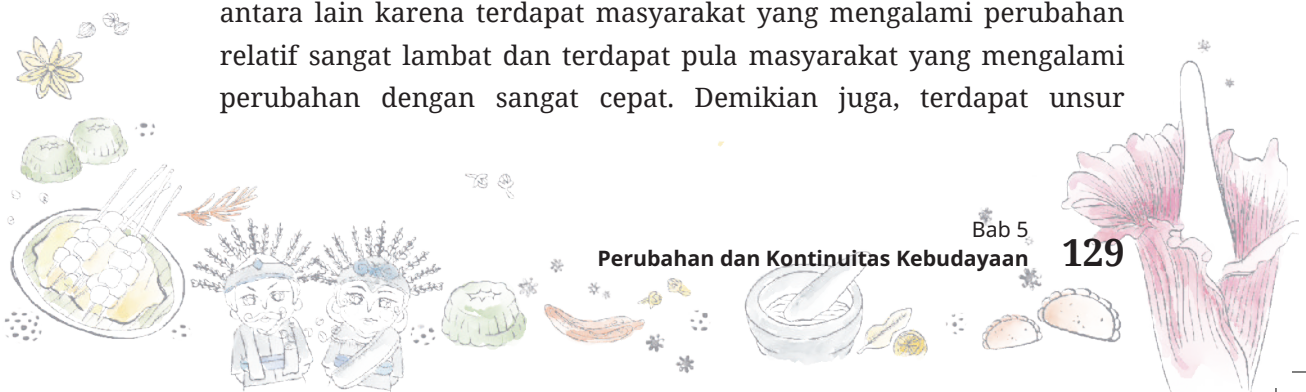 antara lain karena terdapat masyarakat yang mengalami perubahan
relatif sangat lambat dan terdapat pula masyarakat yang mengalami
perubahan dengan sangat cepat. Demikian juga, terdapat unsur
Bab 5
Perubahan dan Kontinuitas Kebudayaan 129